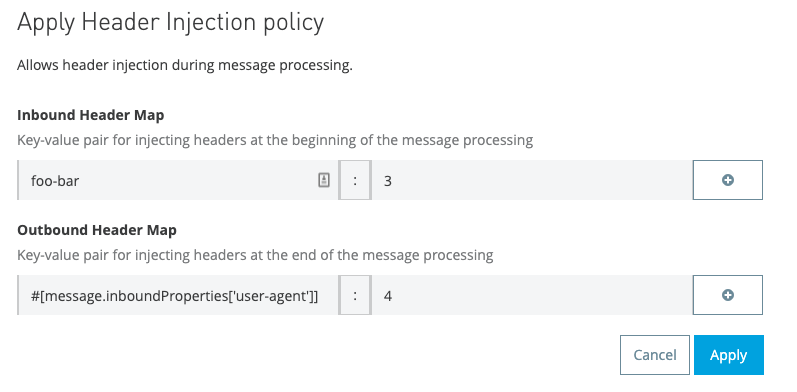 Apply Header Injection policy
Allows header injection during message processing.
Inbound Header Map
Key-value pair for injecting headers at the beginning of the message processing
foo-bar : 3
Outbound Header Map
Key-value pair for injecting headers at the end of the message processing
#[message.inboundProperties['user-agent']] : 4
Cancel Apply